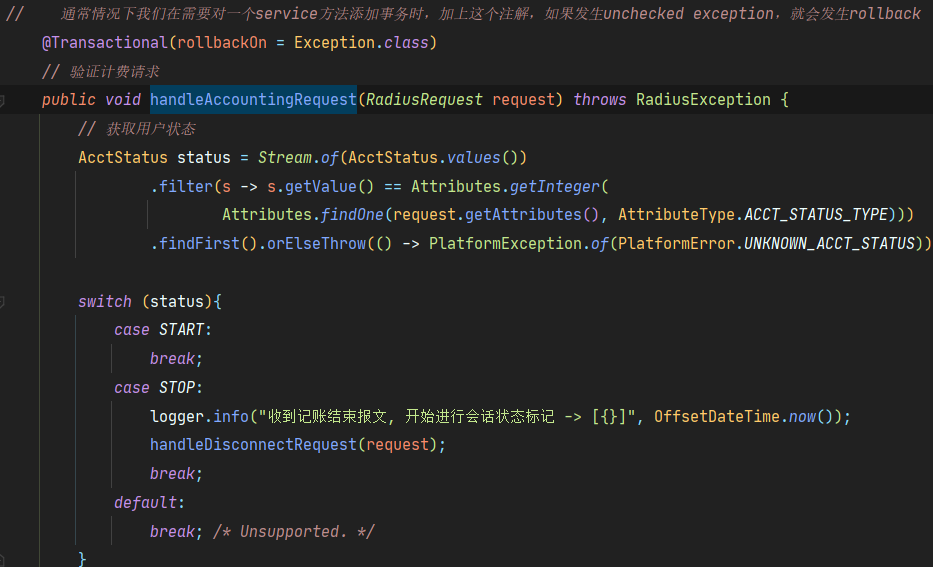 //    通常情况下我们在需要对一个service方法添加事务时，加上这个注解，如果发生unchecked exception，就会发生rollback
@Transactional(rollbackOn = Exception.class)
// 验证计费请求
public void handleAccountingRequest(RadiusRequest request) throws RadiusException {
// 获取用户状态
AcctStatus status = Stream.of(AcctStatus.values())
.filter(s -> s.getValue() == Attributes.getInteger(
Attributes.findOne(request.getAttributes(), AttributeType.ACCT_STATUS_TYPE)))
.findFirst().orElseThrow(() -> PlatformException.of(PlatformError.UNKNOWN_ACCT_STATUS))
switch (status){
case START:
break;
case STOP:
logger.info("收到记账结束报文, 开始进行会话状态标记 -> [{}]", OffsetDateTime.now());
handleDisconnectRequest(request);
break;
default:
break; /* Unsupported. */
}